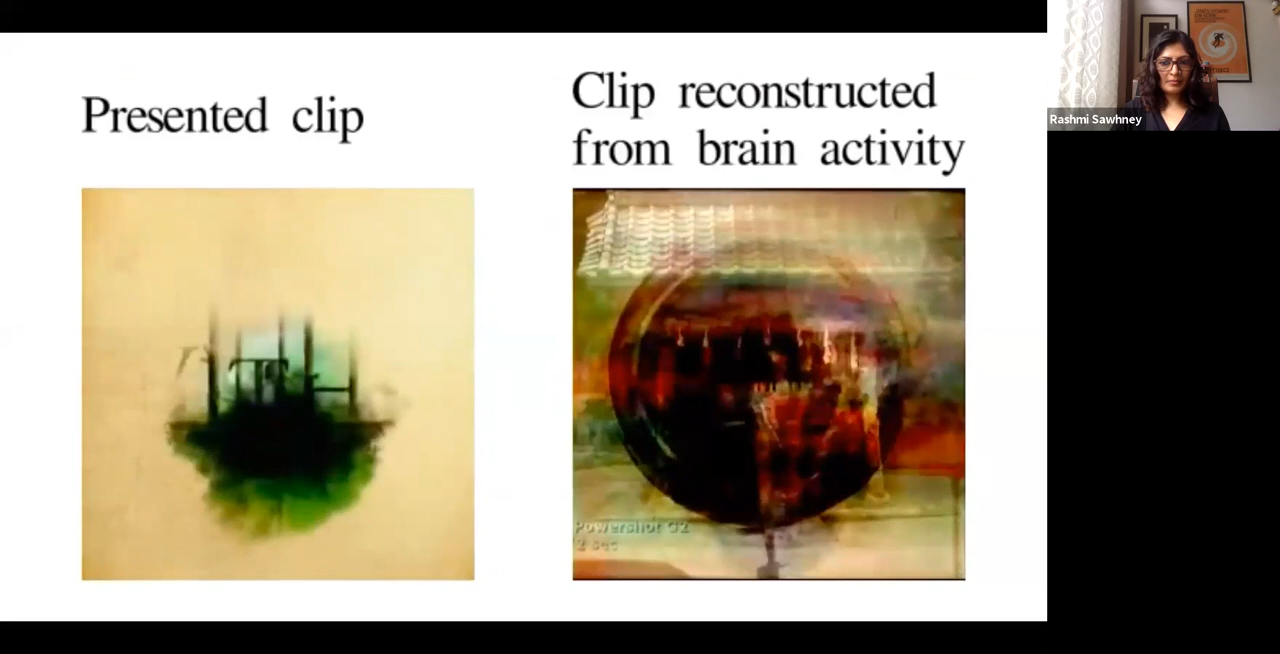 Presented clip
Clip reconstructed
from brain activity
Powershot G2
2 sec
Rashmi Sawhney